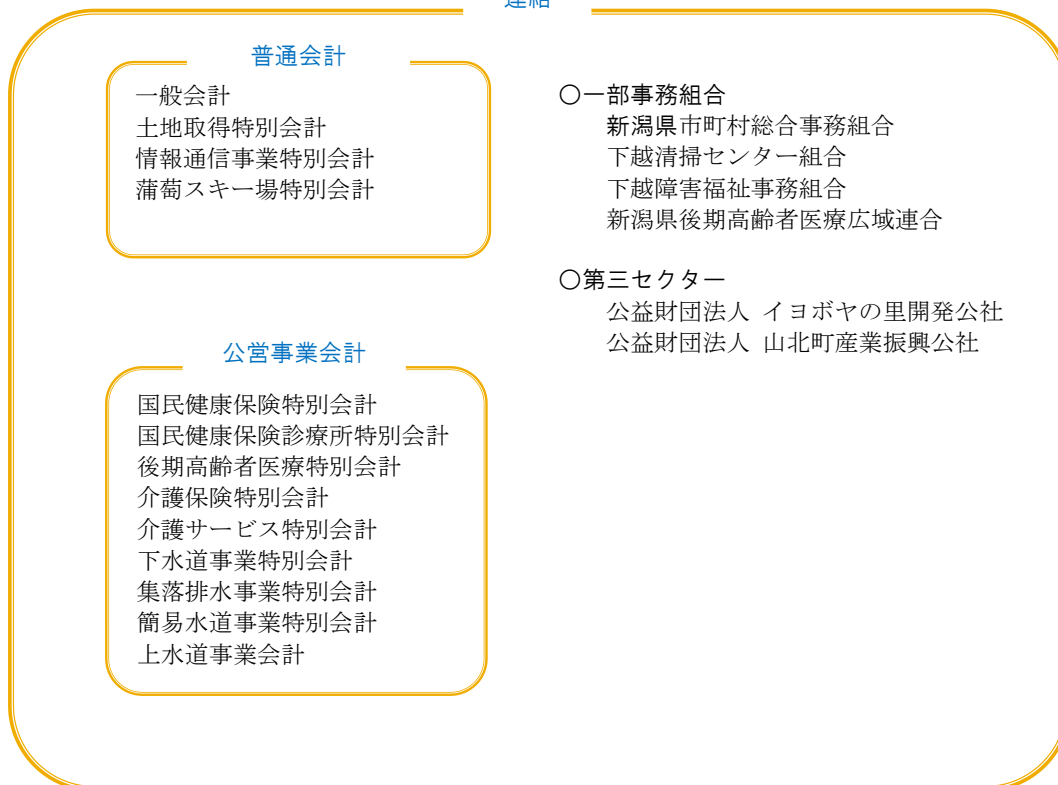 連結
普通会計
一般会計
土地取得特別会計
情報通信事業特別会計
蒲萄スキー場特別会計
公営事業会計
国民健康保険特別会計
国民健康保険診療所特別会計
後期高齢者医療特別会計
介護保険特別会計
介護サービス特別会計
下水道事業特別会計
集落排水事業特別会計
簡易水道事業特別会計
上水道事業会計
〇一部事務組合
新潟県市町村総合事務組合
下越清掃センター組合
下越障害福祉事務組合
新潟県後期高齢者医療広域連合
〇第三セクター
公益財団法人 イヨボヤの里開発公社
公益財団法人 山北町産業振興公社